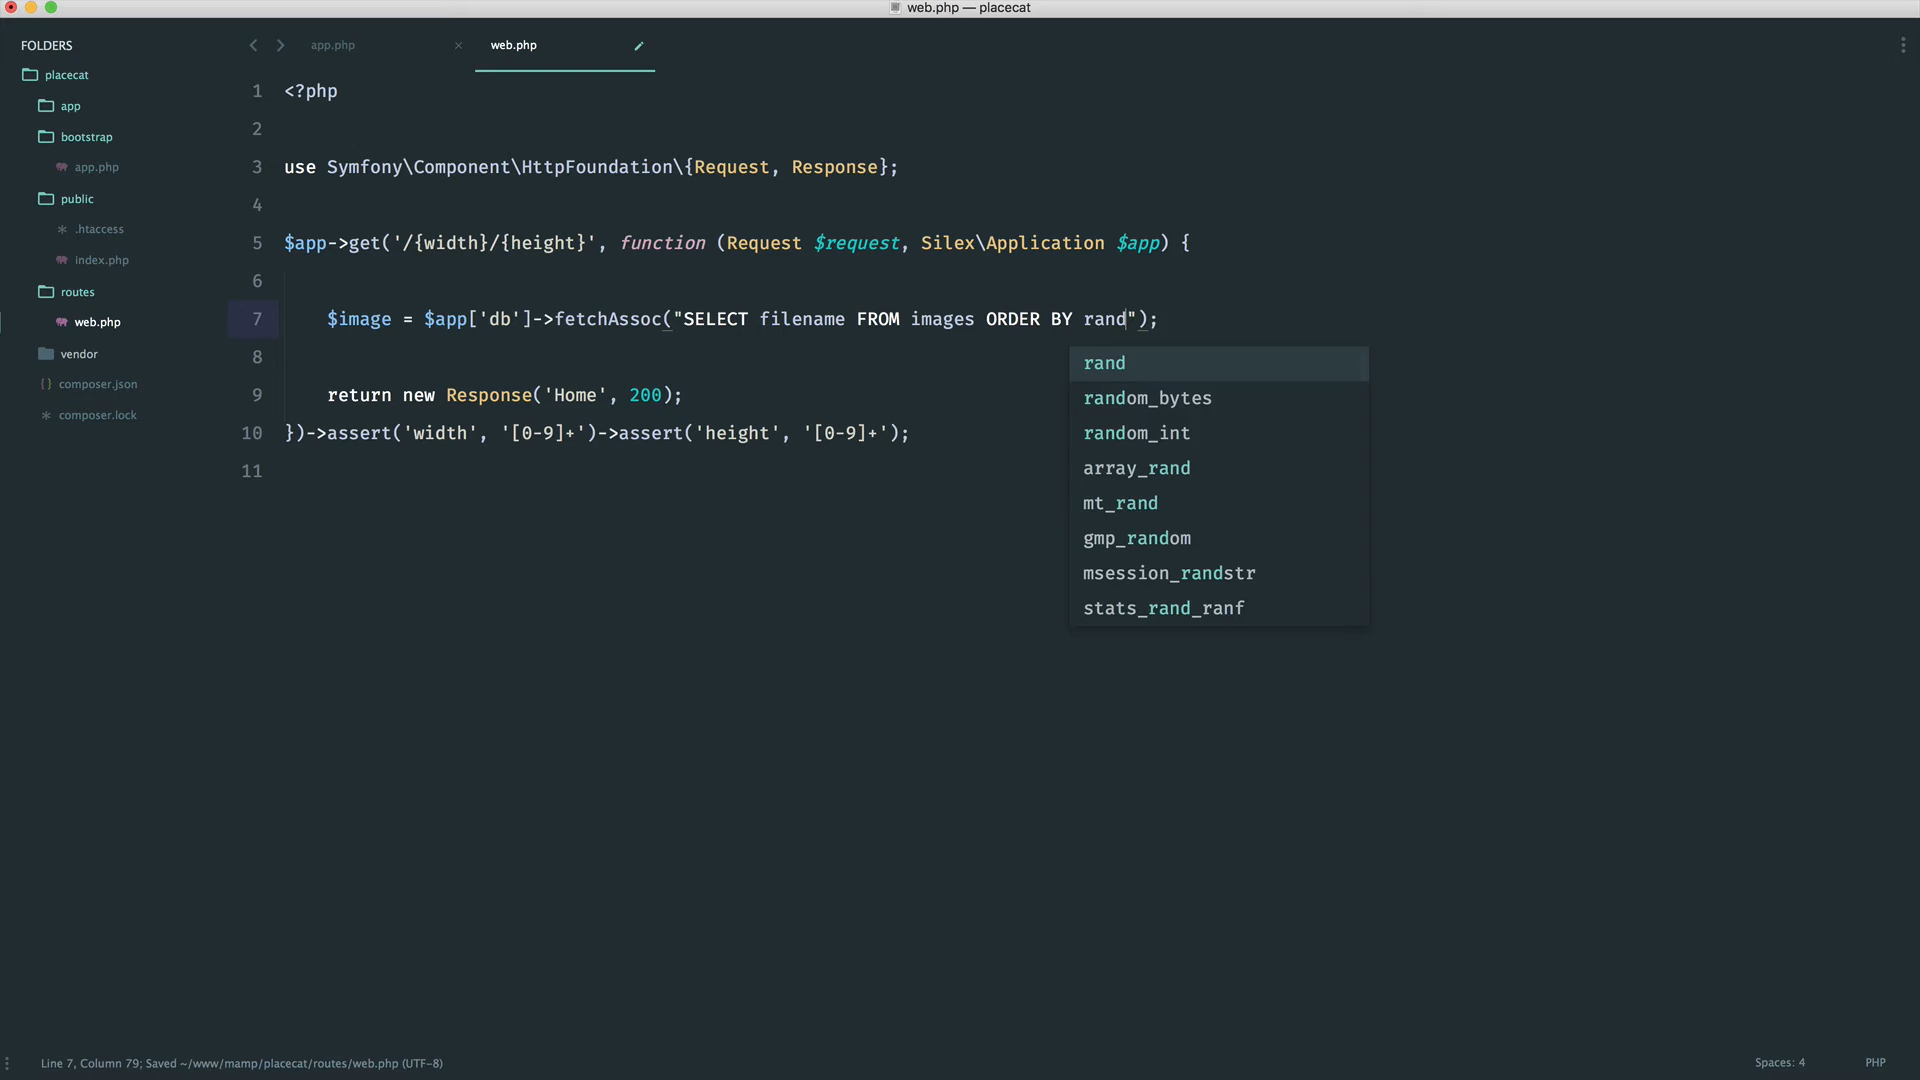 web.php — placecat
FOLDERS
placecat
app
bootstrap
app.php
public
.htaccess
index.php
routes
web.php
vendor
composer.json
composer.lock
app.php
web.php
1 <?php
2
3 use Symfony\Component\HttpFoundation\{Request, Response};
4
5 $app->get('/{width}/{height}', function (Request $request, Silex\Application $app) {
6
7 $image = $app['db']->fetchAssoc("SELECT filename FROM images ORDER BY rand");
8
9 return new Response('Home', 200);
10 })->assert('width', '[0-9]+')->assert('height', '[0-9]+');
11
rand
random_bytes
random_int
array_rand
mt_rand
gmp_random
msession_randstr
stats_rand_ranf
Line 7, Column 79; Saved ~/www/mamp/placecat/routes/web.php (UTF-8)
Spaces: 4
PHP